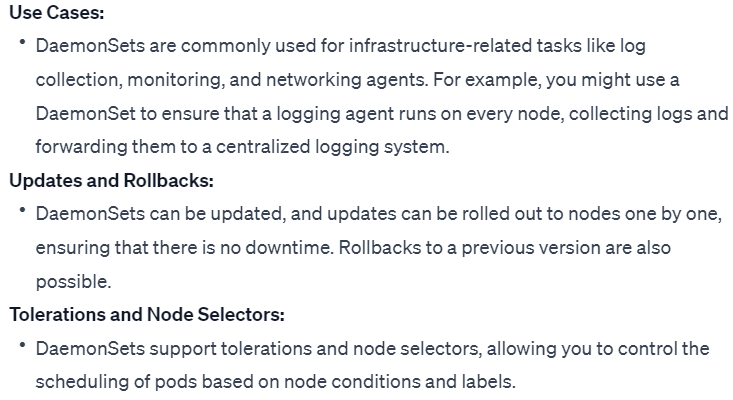 Use Cases:
• DaemonSets are commonly used for infrastructure-related tasks like log
collection, monitoring, and networking agents. For example, you might use a
DaemonSet to ensure that a logging agent runs on every node, collecting logs and
forwarding them to a centralized logging system.
Updates and Rollbacks:
• DaemonSets can be updated, and updates can be rolled out to nodes one by one,
ensuring that there is no downtime. Rollbacks to a previous version are also
possible.
Tolerations and Node Selectors:
• DaemonSets support tolerations and node selectors, allowing you to control the
scheduling of pods based on node conditions and labels.